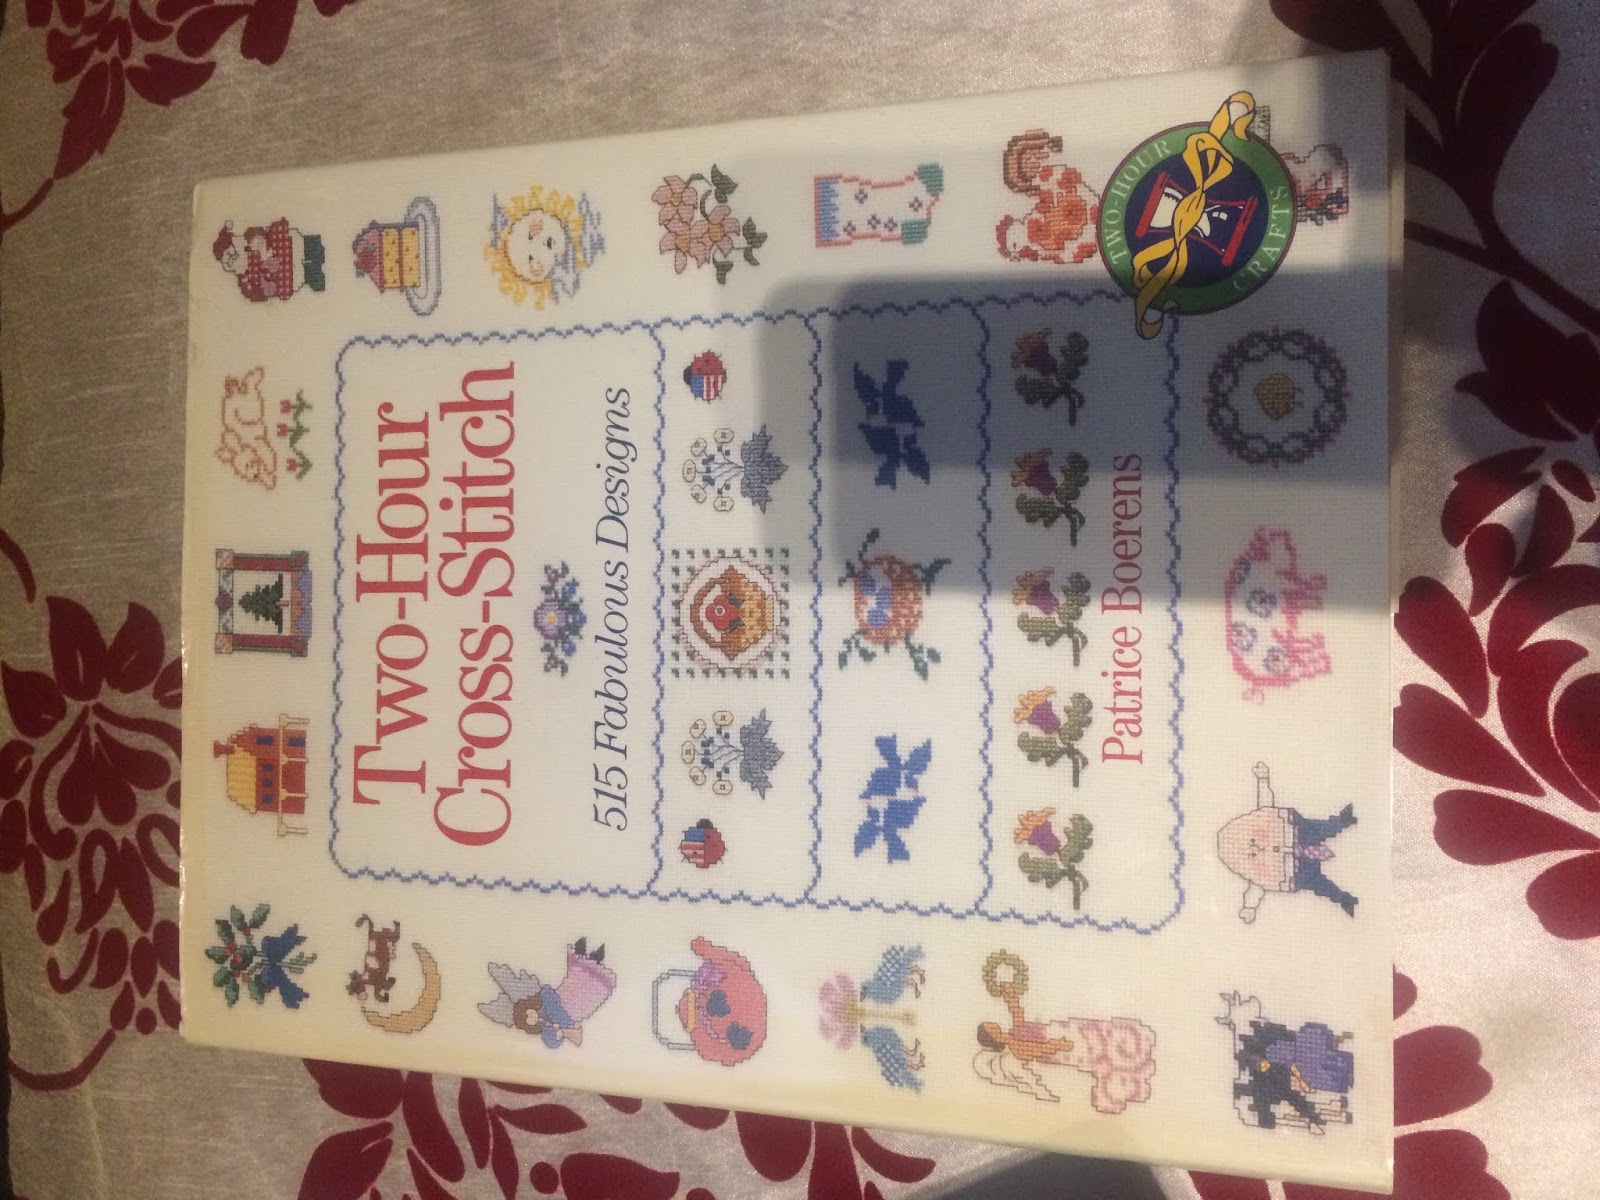 Two-Hour
Cross-Stitch
515 Fabulous Designs
Patrice Boerens
TWO-HOUR
CRAFTS